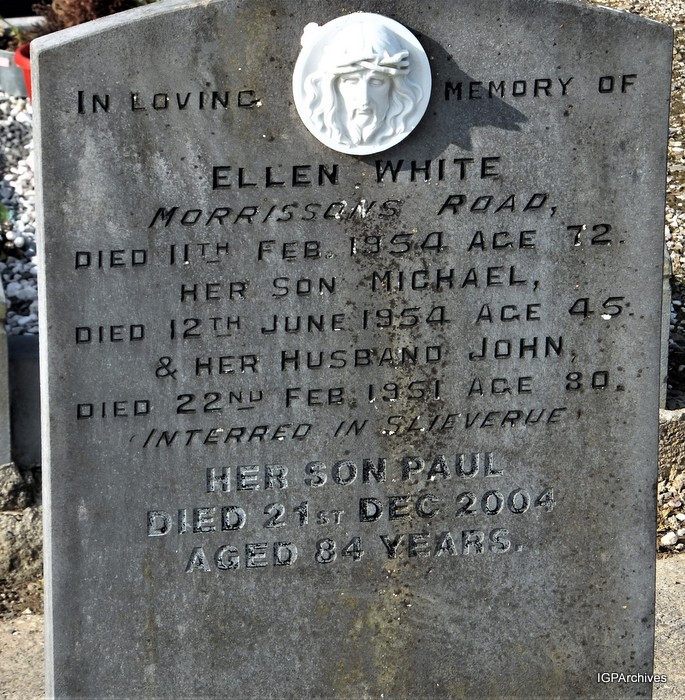 IN LOVING MEMORY OF
ELLEN WHITE
MORRISSONS ROAD,
DIED 11TH FEB. 1954 AGE 72.
HER SON MICHAEL,
DIED 12TH JUNE 1954 AGE 45.
& HER HUSBAND JOHN,
DIED 22ND FEB. 1951 AGE 80.
'INTERRED IN SLIEVERUE'
HER SON PAUL
DIED 21ST DEC 2004
AGED 84 YEARS.
IGPArchives